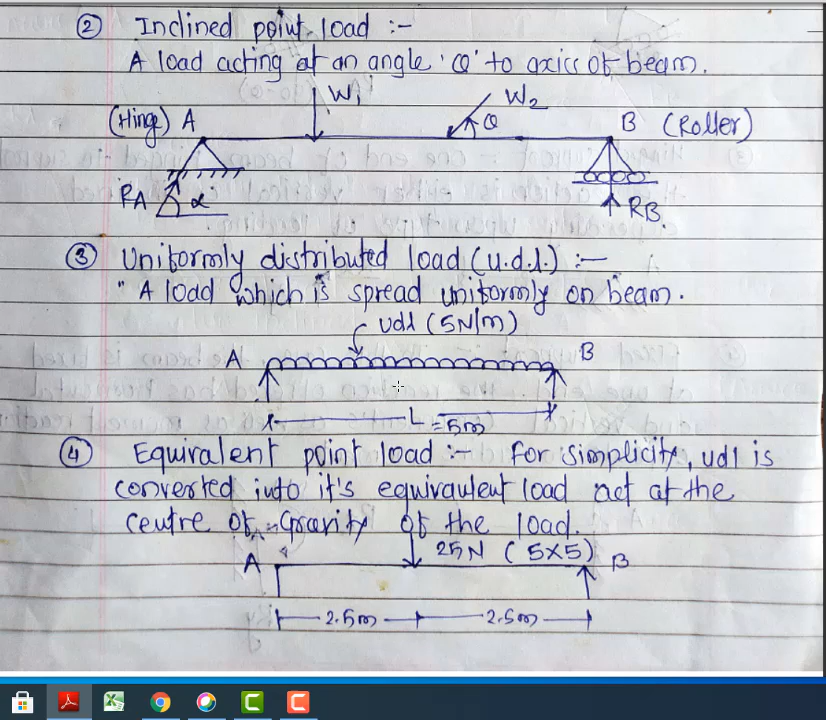 ② Inclined point load :-
A load acting at an angle 'θ' to axis of beam.
W1 W2
(Hinge) A θ B (Roller)
RA α RB.
③ Uniformly distributed load (u.d.l.) :-
" A load which is spread uniformly on beam.
udl (5N/m)
A B
L = 5m
④ Equivalent point load :- for simplicity, udl is
converted into it's equivaulent load act at the
centre of Gravity of the load.
A 25N (5×5) B
2.5m 2.5m